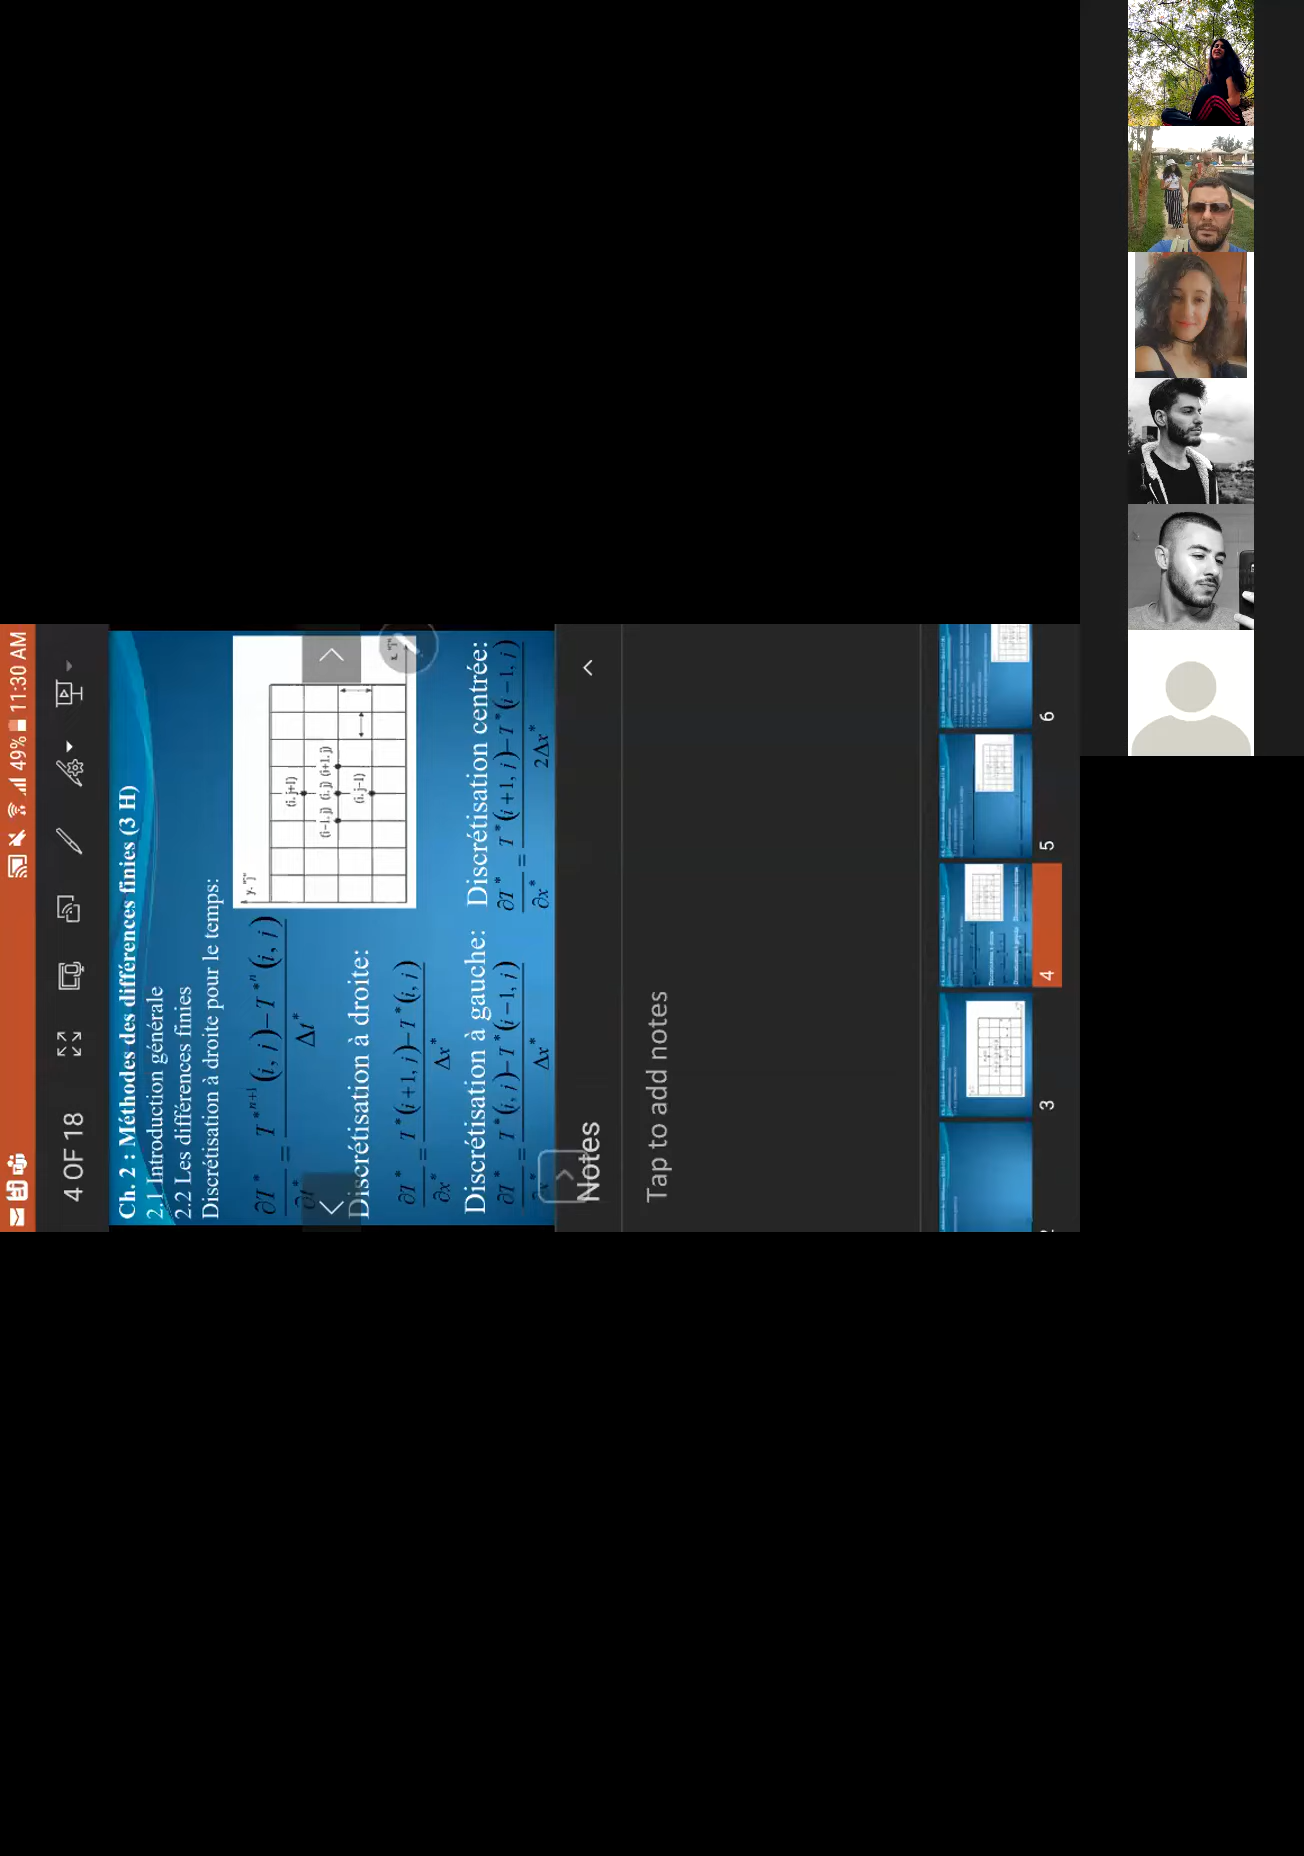 11:30 AM
49%
4 OF 18
Ch. 2 : Méthodes des différences finies (3 H)
2.1 Introduction générale
2.2 Les différences finies
Discrétisation à droite pour le temps:
∂T* / ∂t* = (T*ⁿ⁺¹(i, j) − T*ⁿ(i, j)) / Δt*
y, "j"
(i, j+1)
(i−1, j) (i, j) (i+1, j)
(i, j−1)
x, "i"
Discrétisation à droite:
∂T* / ∂x* = (T*(i+1, j) − T*(i, j)) / Δx*
Discrétisation à gauche:
∂T* / ∂x* = (T*(i, j) − T*(i−1, j)) / Δx*
Discrétisation centrée:
∂T* / ∂x* = (T*(i+1, j) − T*(i−1, j)) / 2Δx*
Notes
Tap to add notes
2
3
4
5
6